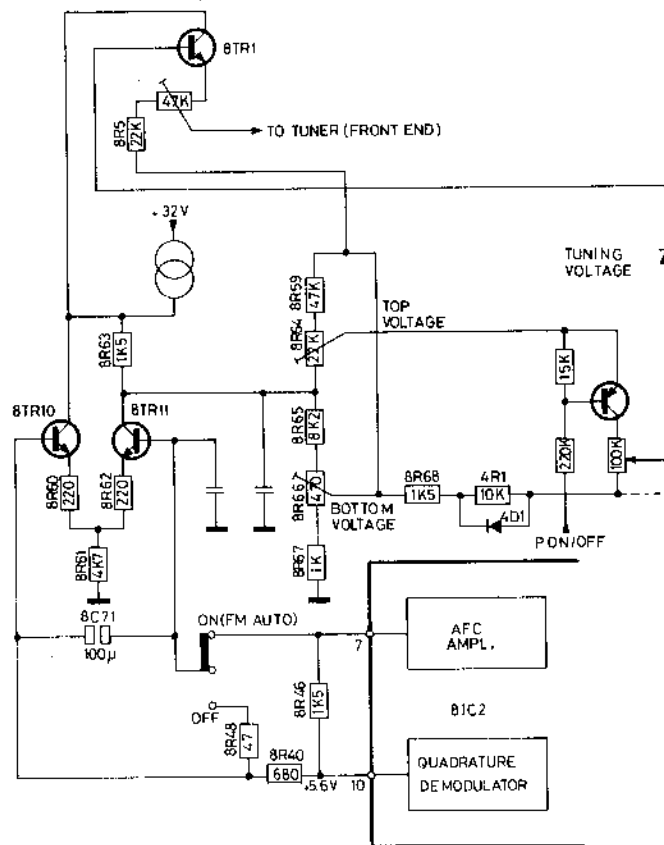 8TR1
47K
8R5
22K
TO TUNER (FRONT END)
+32V
TUNING
VOLTAGE
8R59
47K
8R63
1K5
8R64
22K
TOP
VOLTAGE
15K
8TR10
8TR11
8R65
8K2
220K
100K
8R60
220
8R62
220
8R66
470
8R68
1K5
4R1
10K
BOTTOM
VOLTAGE
4D1
P ON/OFF
8R61
4K7
8R67
1K
8C71
100µ
ON (FM AUTO)
7
AFC
AMPL.
8R46
1K5
8IC2
OFF
8R48
47
8R40
680
+5.6V
10
QUADRATURE
DEMODULATOR